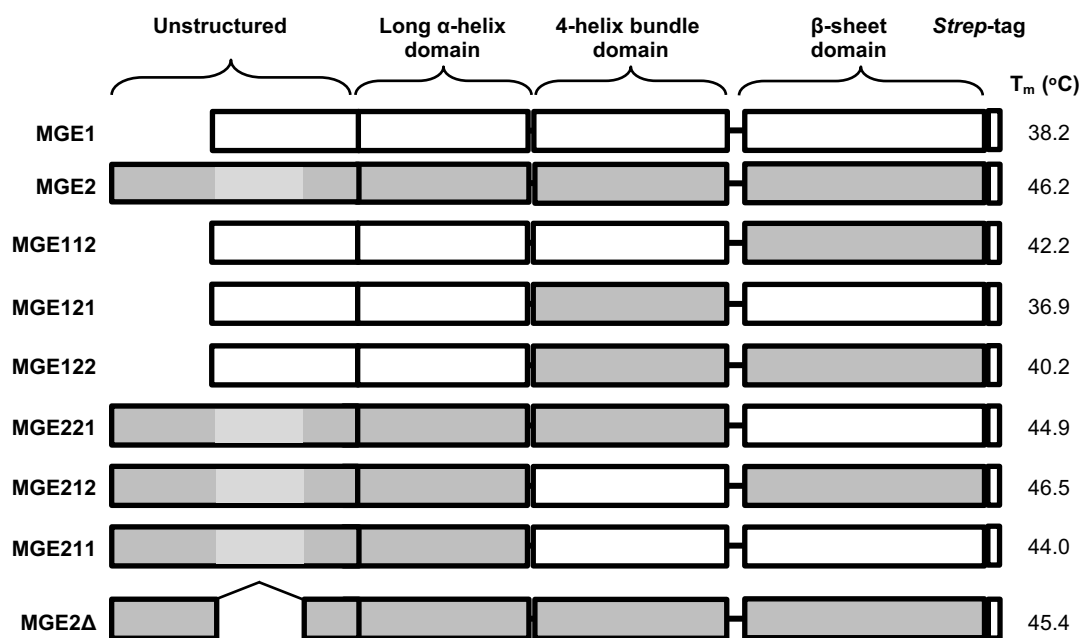 Unstructured Long α-helix 4-helix bundle β-sheet Strep-tag
domain domain domain
Tm (°C)
MGE1 38.2
MGE2 46.2
MGE112 42.2
MGE121 36.9
MGE122 40.2
MGE221 44.9
MGE212 46.5
MGE211 44.0
MGE2Δ 45.4